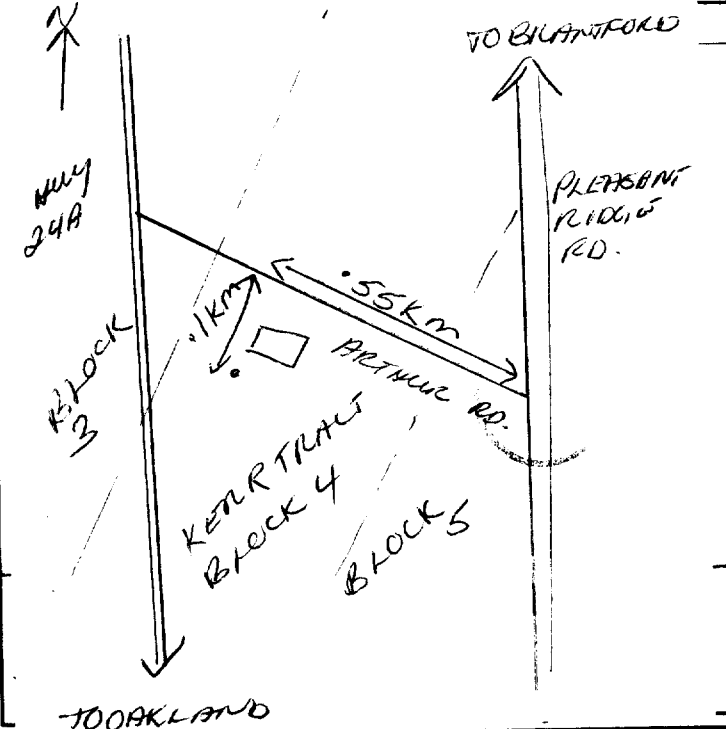 N
TO BRANTFORD
HWY
24A
PLEASANT
RIDGE
RD.
.55KM
.1KM
ARTHUR RD.
BLOCK
3
KERR TRACT
BLOCK 4
BLOCK 5
TO OAKLAND